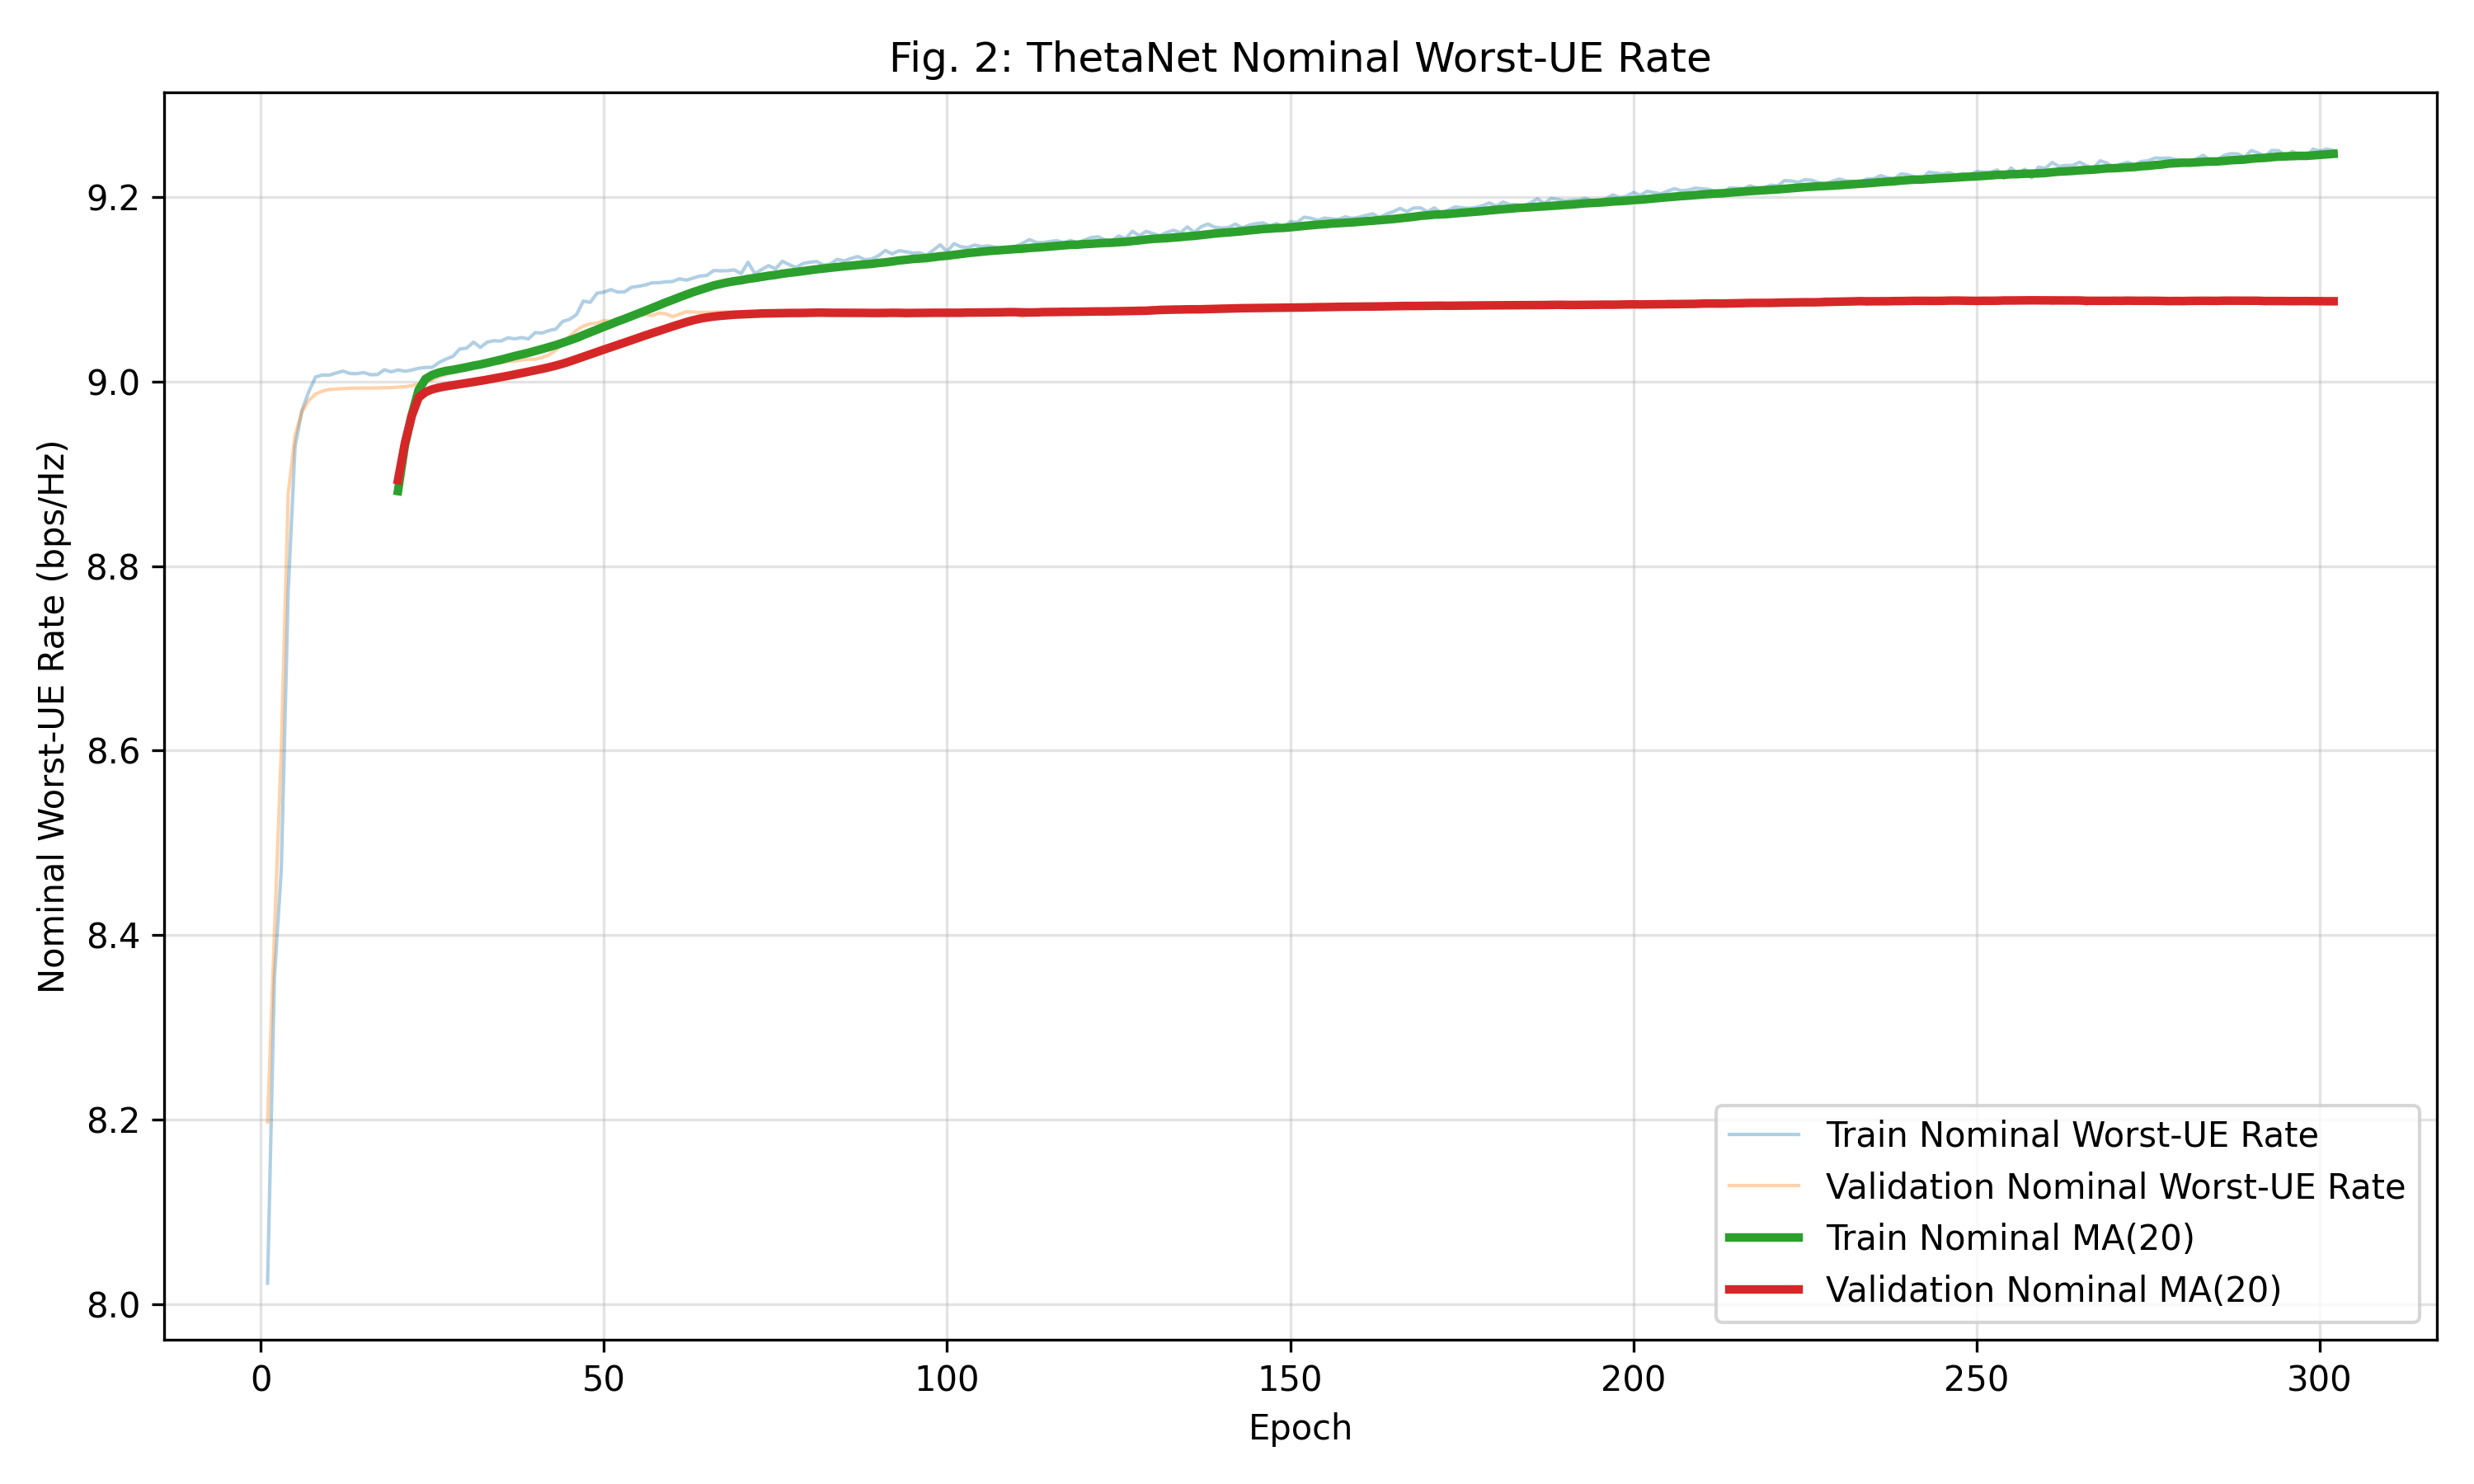 Fig. 2: ThetaNet Nominal Worst-UE Rate
Nominal Worst-UE Rate (bps/Hz)
9.2
9.0
8.8
8.6
8.4
8.2
8.0
Train Nominal Worst-UE Rate
Validation Nominal Worst-UE Rate
Train Nominal MA(20)
Validation Nominal MA(20)
0 50 100 150 200 250 300
Epoch